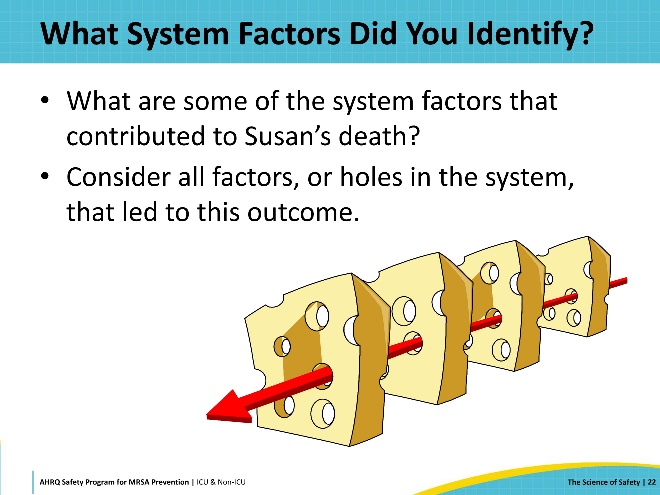 What System Factors Did You Identify?
• What are some of the system factors that
contributed to Susan’s death?
• Consider all factors, or holes in the system,
that led to this outcome.
AHRQ Safety Program for MRSA Prevention | ICU & Non-ICU
The Science of Safety | 22